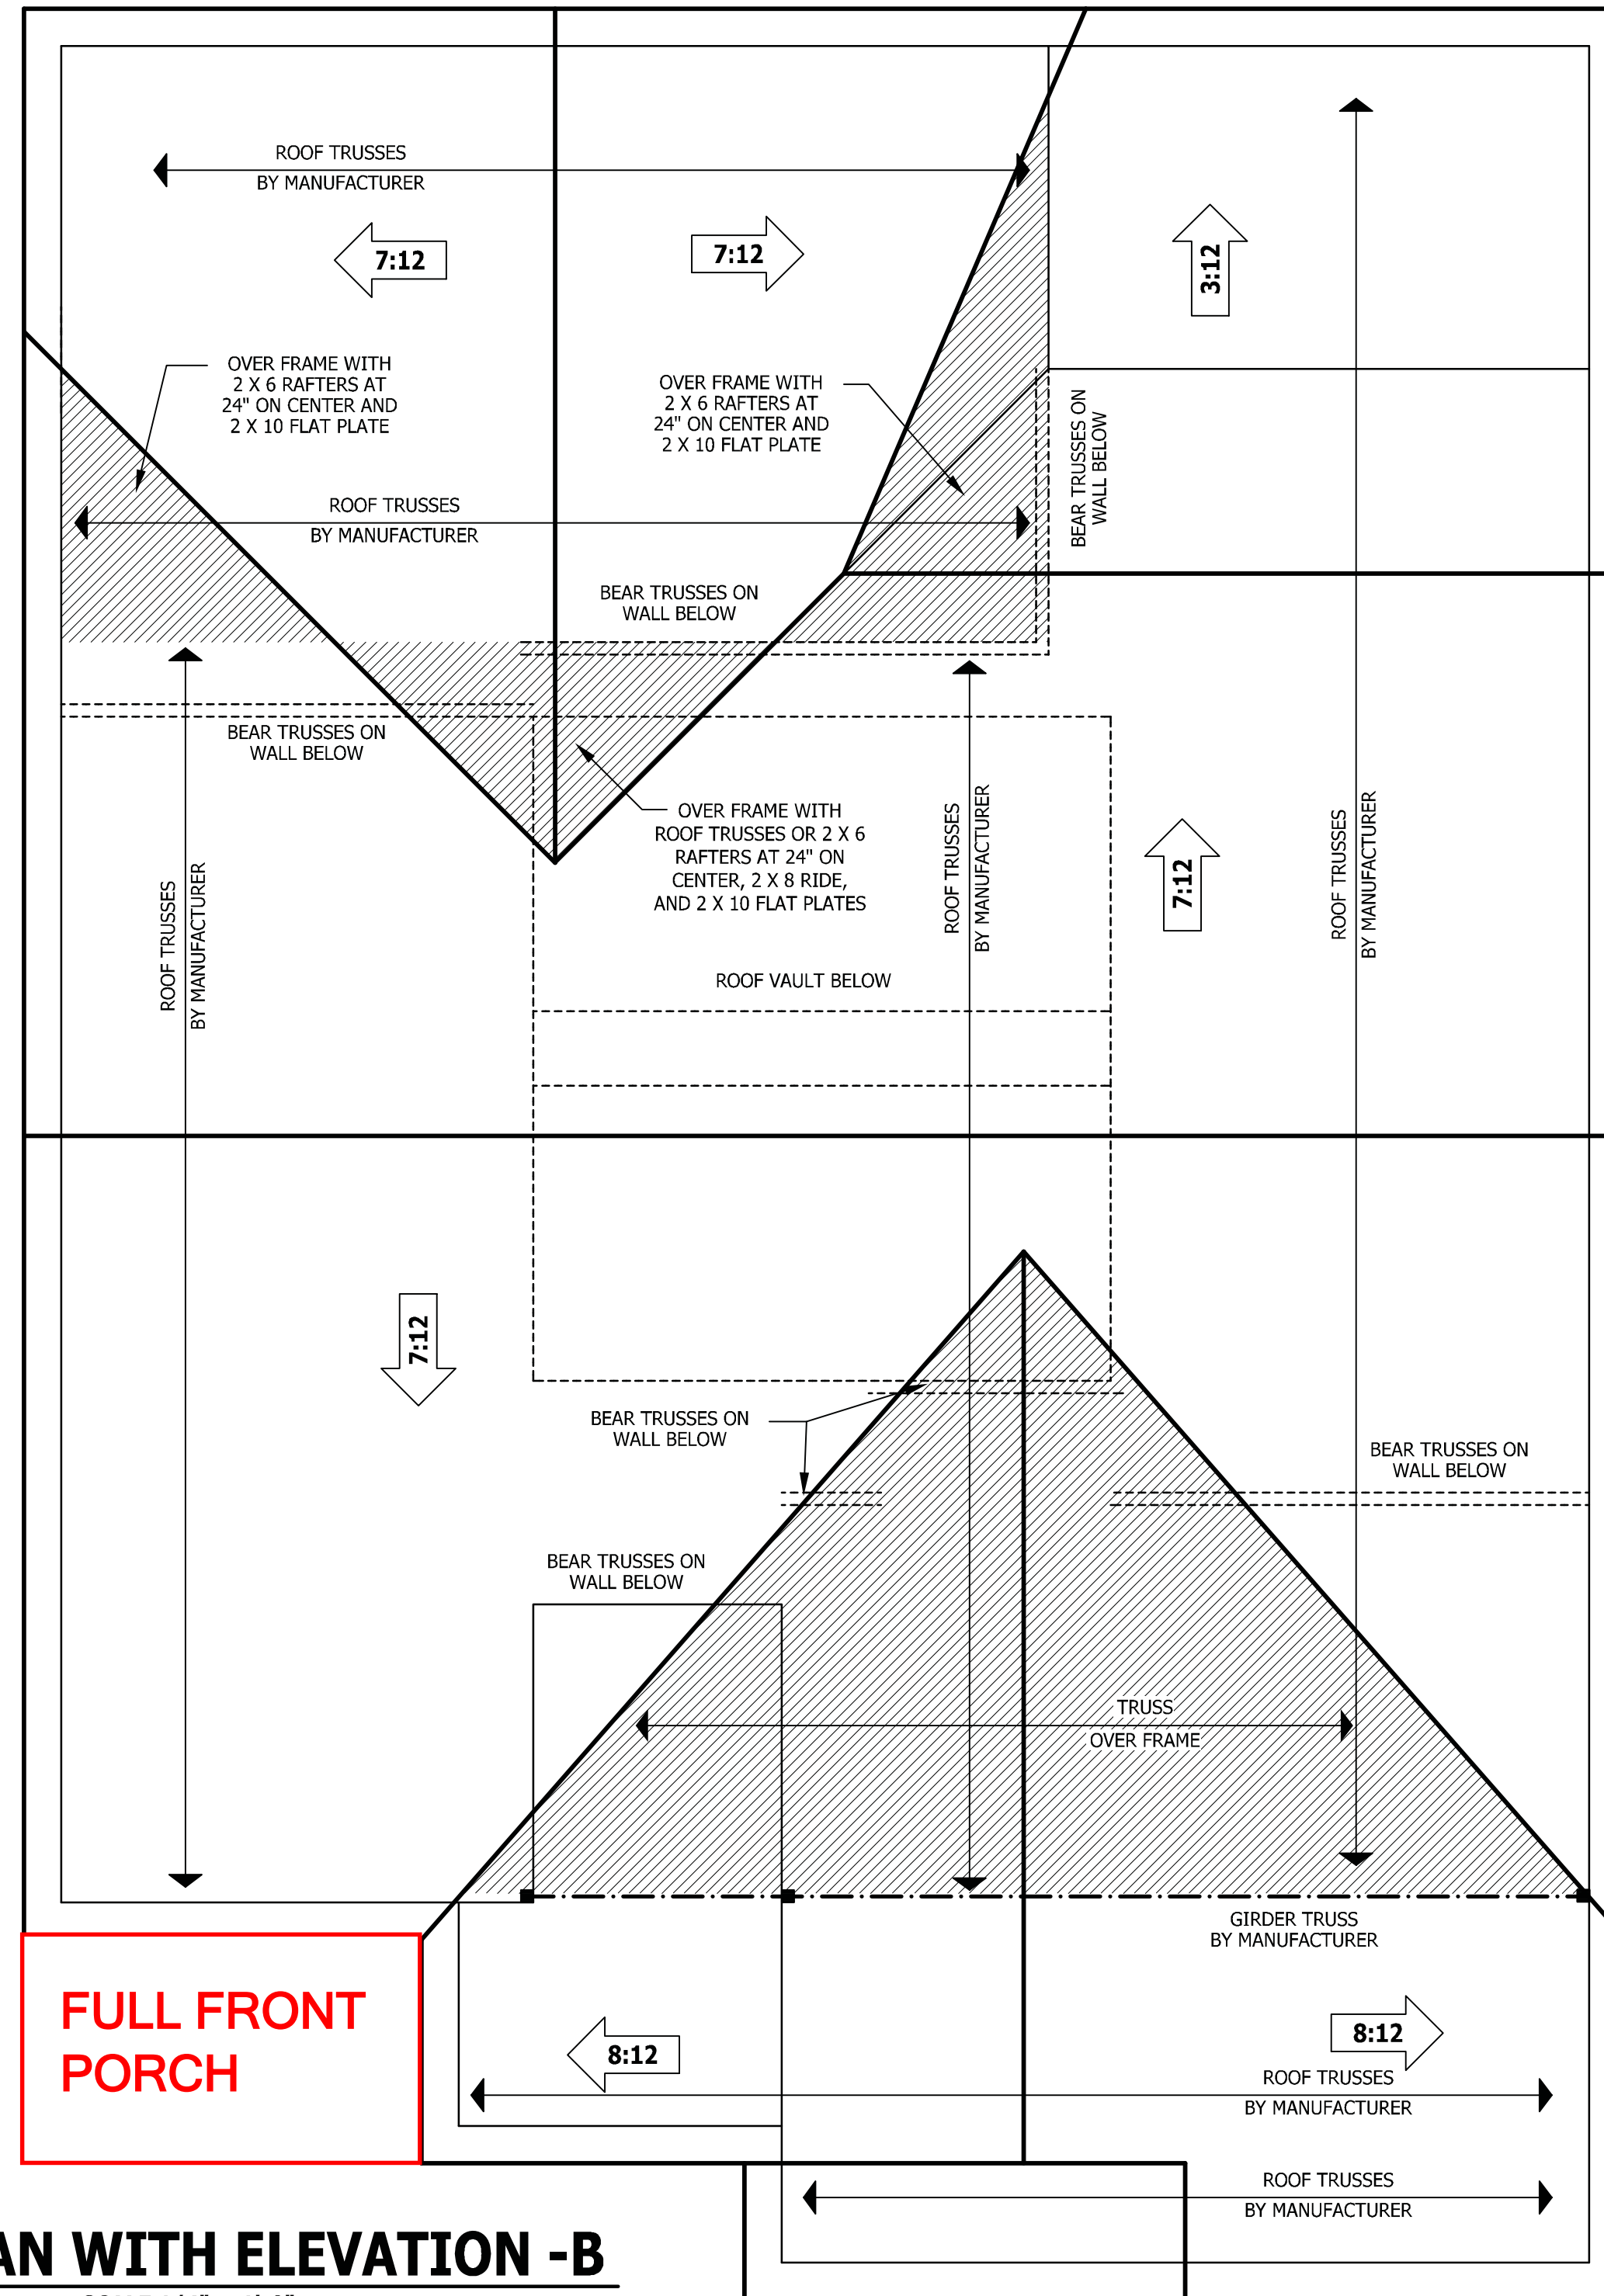 ROOF TRUSSES
BY MANUFACTURER
7:12
7:12
3:12
OVER FRAME WITH
2 X 6 RAFTERS AT
24" ON CENTER AND
2 X 10 FLAT PLATE
OVER FRAME WITH
2 X 6 RAFTERS AT
24" ON CENTER AND
2 X 10 FLAT PLATE
BEAR TRUSSES ON
WALL BELOW
ROOF TRUSSES
BY MANUFACTURER
BEAR TRUSSES ON
WALL BELOW
BEAR TRUSSES ON
WALL BELOW
OVER FRAME WITH
ROOF TRUSSES OR 2 X 6
RAFTERS AT 24" ON
CENTER, 2 X 8 RIDE,
AND 2 X 10 FLAT PLATES
ROOF TRUSSES
BY MANUFACTURER
ROOF TRUSSES
BY MANUFACTURER
7:12
ROOF TRUSSES
BY MANUFACTURER
ROOF VAULT BELOW
7:12
BEAR TRUSSES ON
WALL BELOW
BEAR TRUSSES ON
WALL BELOW
BEAR TRUSSES ON
WALL BELOW
TRUSS
OVER FRAME
GIRDER TRUSS
BY MANUFACTURER
FULL FRONT
PORCH
8:12
8:12
ROOF TRUSSES
BY MANUFACTURER
ROOF TRUSSES
BY MANUFACTURER
AN WITH ELEVATION -B